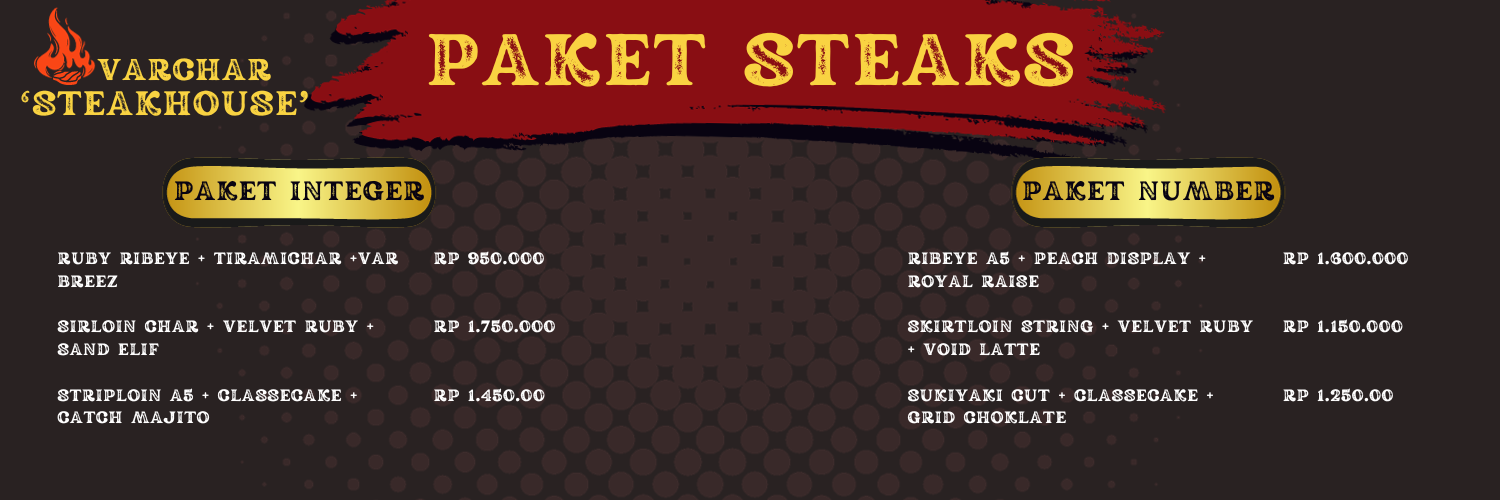 VARCHAR
‘STEAKHOUSE’
PAKET STEAKS
PAKET INTEGER
RUBY RIBEYE + TIRAMICHAR +VAR
BREEZ
RP 950.000
SIRLOIN CHAR + VELVET RUBY +
SAND ELIF
RP 1.750.000
STRIPLOIN A5 + CLASSECAKE +
CATCH MAJITO
RP 1.450.00
PAKET NUMBER
RIBEYE A5 + PEACH DISPLAY +
ROYAL RAISE
RP 1.600.000
SKIRTLOIN STRING + VELVET RUBY
+ VOID LATTE
RP 1.150.000
SUKIYAKI CUT + CLASSECAKE +
GRID CHOKLATE
RP 1.250.00